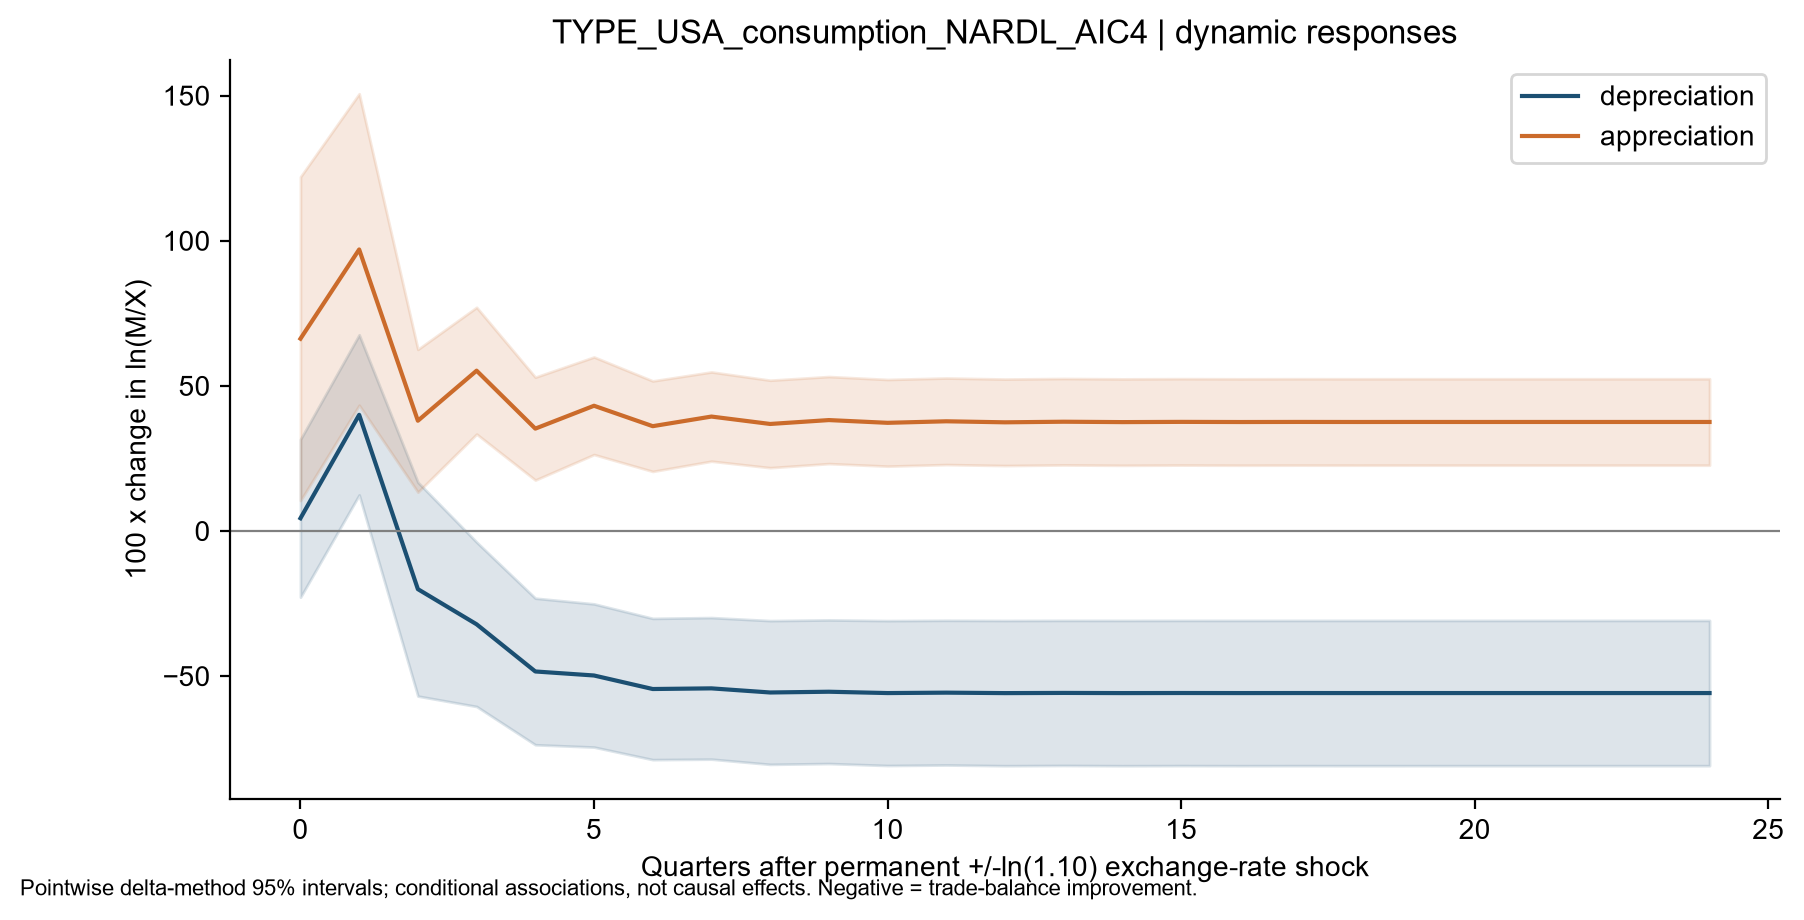 TYPE_USA_consumption_NARDL_AIC4 | dynamic responses
depreciation
appreciation
100 x change in ln(M/X)
150
100
50
0
−50
0
5
10
15
20
25
Quarters after permanent +/-ln(1.10) exchange-rate shock
Pointwise delta-method 95% intervals; conditional associations, not causal effects. Negative = trade-balance improvement.